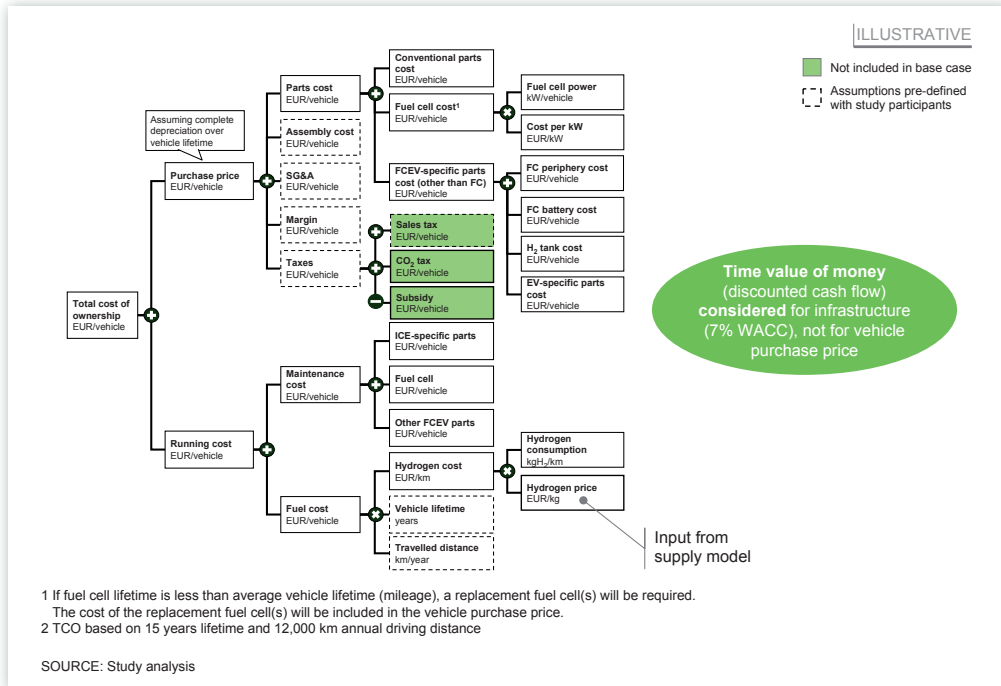 ILLUSTRATIVE
Not included in base case
Assumptions pre-defined
with study participants
Conventional parts
cost
EUR/vehicle
Parts cost
EUR/vehicle
Fuel cell power
kW/vehicle
Fuel cell cost¹
EUR/vehicle
Assuming complete
depreciation over
vehicle lifetime
Assembly cost
EUR/vehicle
Cost per kW
EUR/kW
Purchase price
EUR/vehicle
SG&A
EUR/vehicle
FCEV-specific parts
cost (other than FC)
EUR/vehicle
FC periphery cost
EUR/vehicle
Margin
EUR/vehicle
Sales tax
EUR/vehicle
FC battery cost
EUR/vehicle
Taxes
EUR/vehicle
CO₂ tax
EUR/vehicle
H₂ tank cost
EUR/vehicle
Subsidy
EUR/vehicle
EV-specific parts
cost
EUR/vehicle
Total cost of
ownership
EUR/vehicle
Time value of money
(discounted cash flow)
considered for infrastructure
(7% WACC), not for vehicle
purchase price
ICE-specific parts
EUR/vehicle
Maintenance
cost
EUR/vehicle
Fuel cell
EUR/vehicle
Other FCEV parts
EUR/vehicle
Running cost
EUR/vehicle
Hydrogen
consumption
kgH₂/km
Hydrogen cost
EUR/km
Hydrogen price
EUR/kg
Fuel cost
EUR/vehicle
Vehicle lifetime
years
Travelled distance
km/year
Input from
supply model
1 If fuel cell lifetime is less than average vehicle lifetime (mileage), a replacement fuel cell(s) will be required.
The cost of the replacement fuel cell(s) will be included in the vehicle purchase price.
2 TCO based on 15 years lifetime and 12,000 km annual driving distance
SOURCE: Study analysis